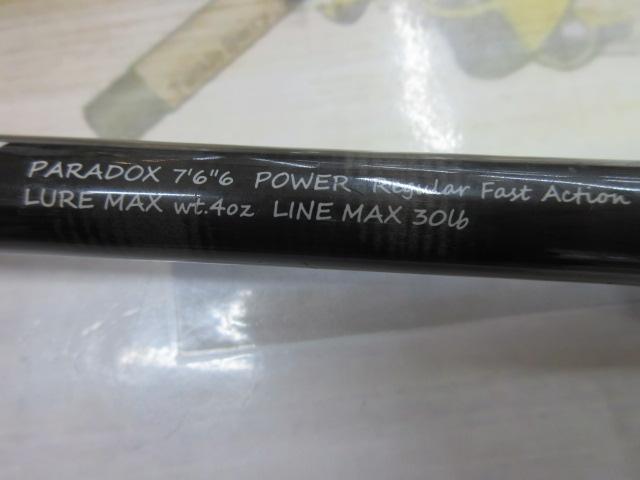 PARADOX 7'6"6 POWER Regular Fast Action
LURE MAX wt.4oz LINE MAX 30lb